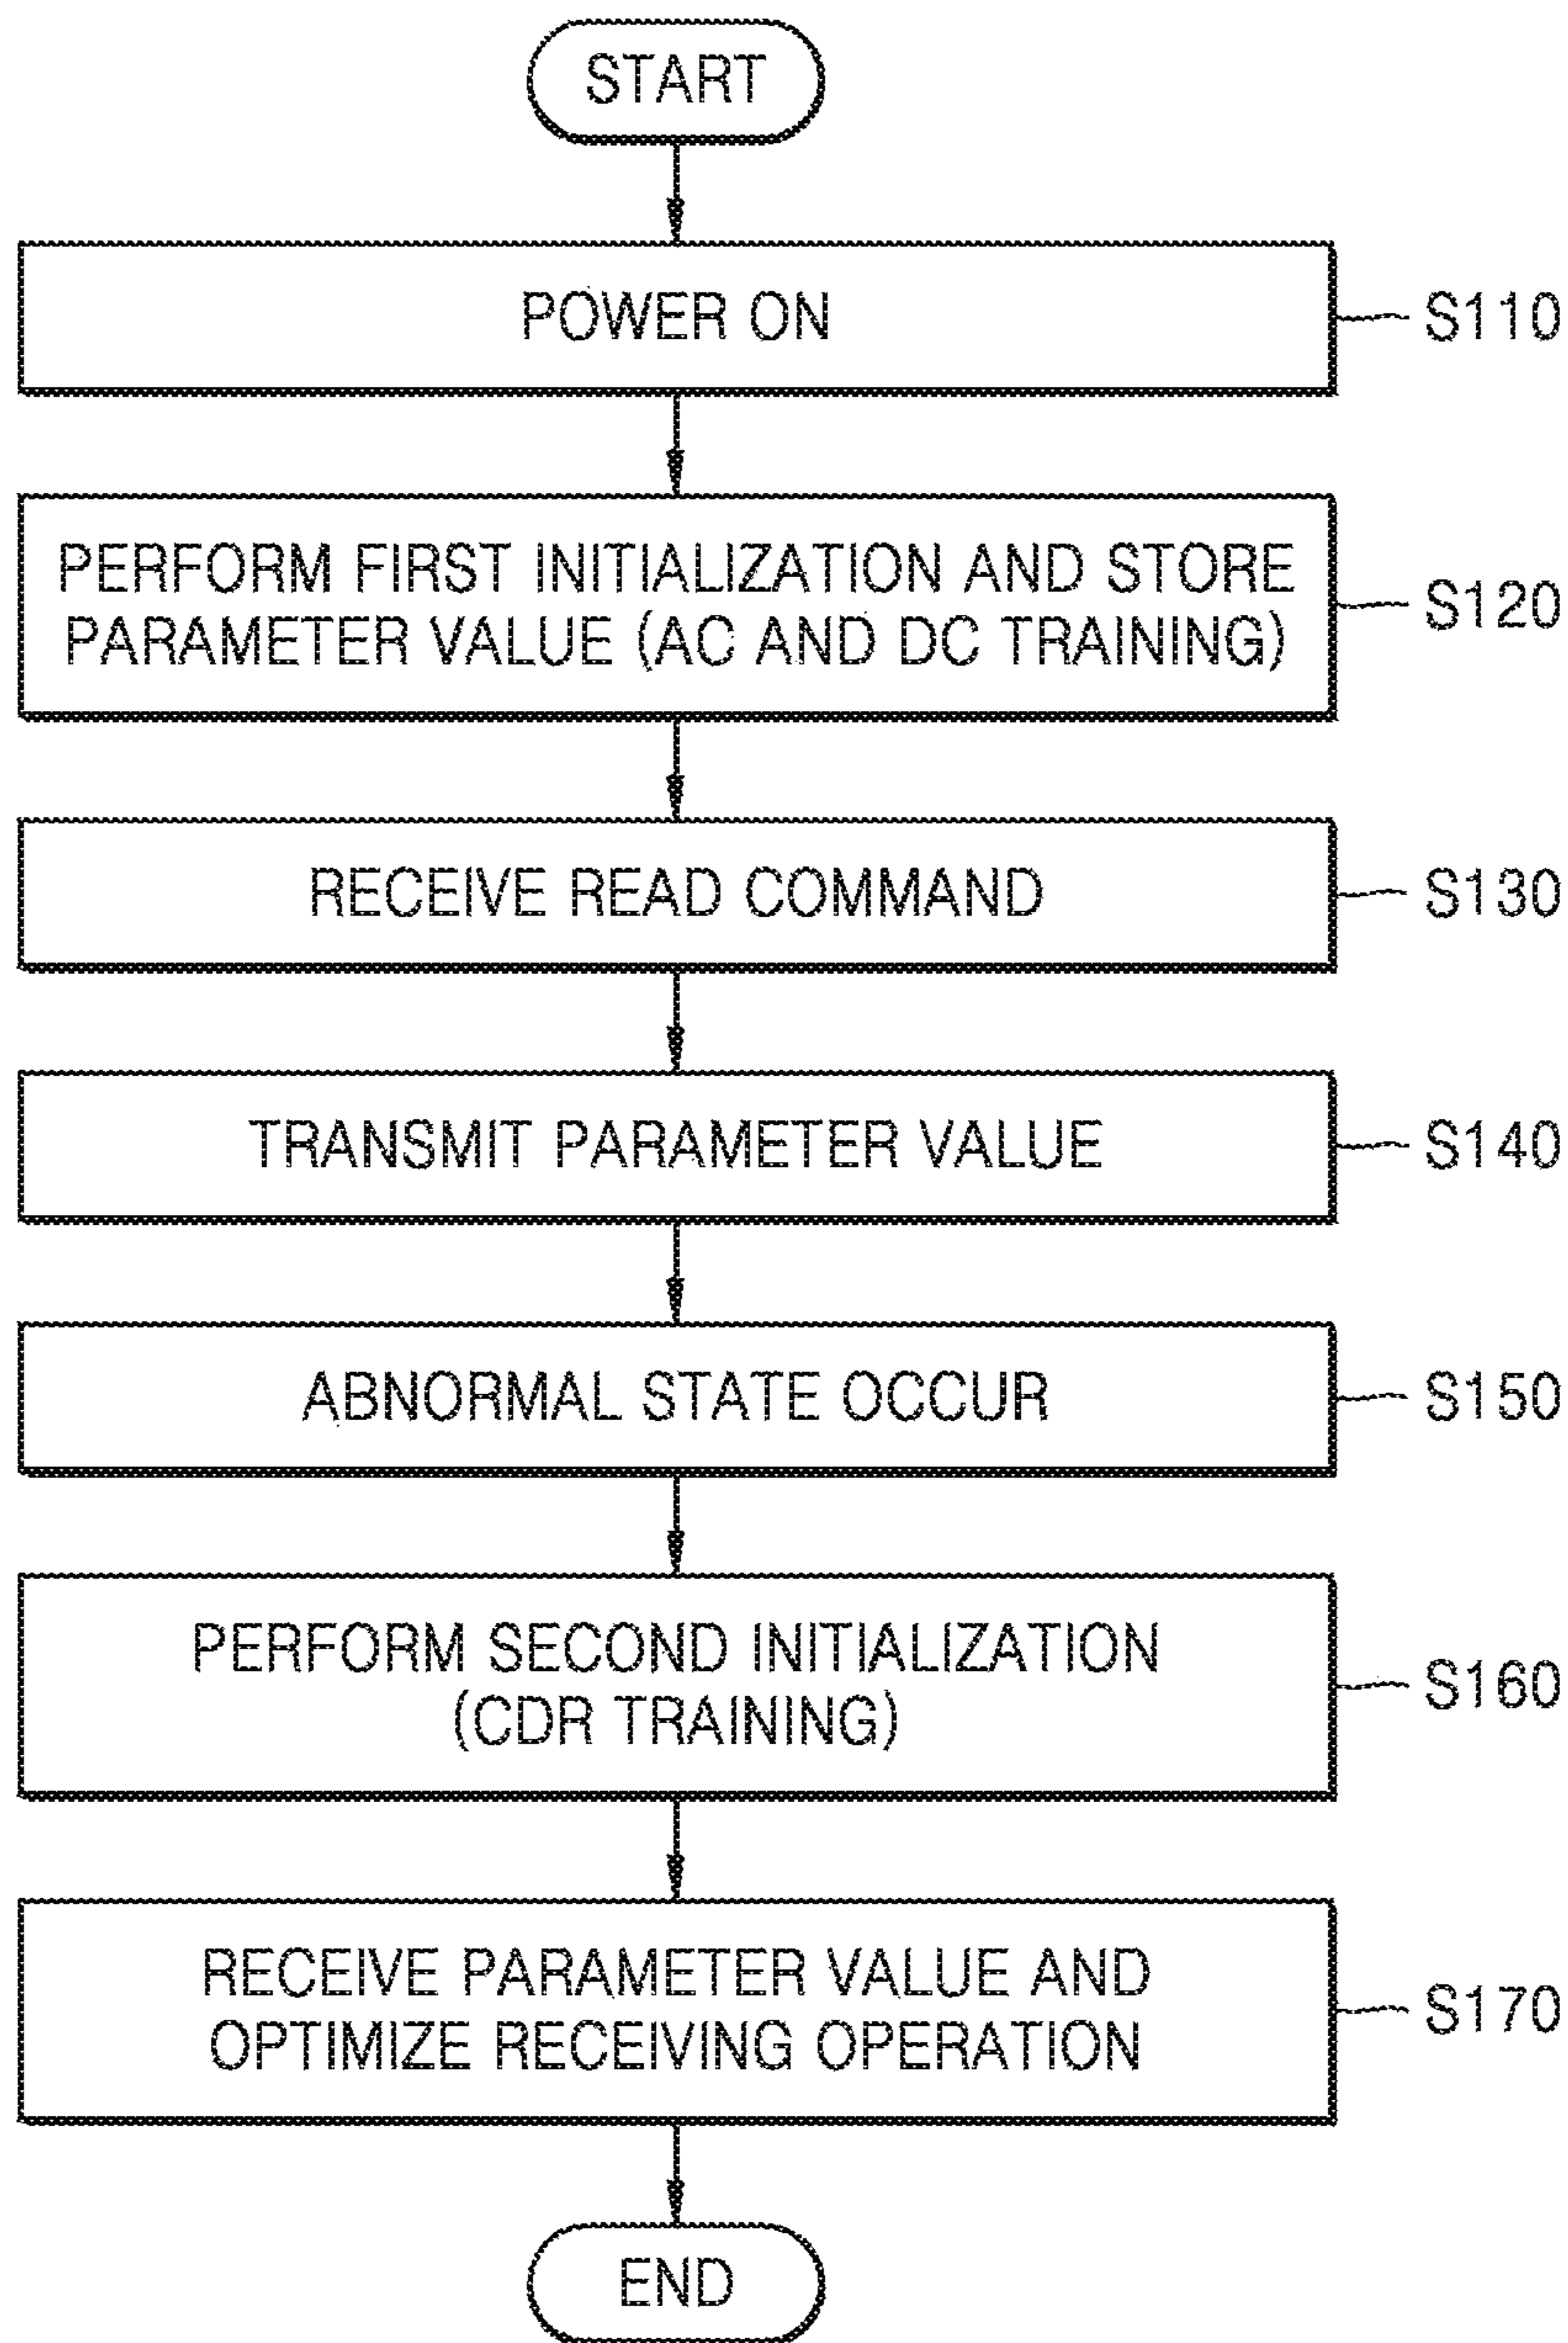 START
POWER ON
S110
PERFORM FIRST INITIALIZATION AND STORE
PARAMETER VALUE (AC AND DC TRAINING)
S120
RECEIVE READ COMMAND
S130
TRANSMIT PARAMETER VALUE
S140
ABNORMAL STATE OCCUR
S150
PERFORM SECOND INITIALIZATION
(CDR TRAINING)
S160
RECEIVE PARAMETER VALUE AND
OPTIMIZE RECEIVING OPERATION
S170
END